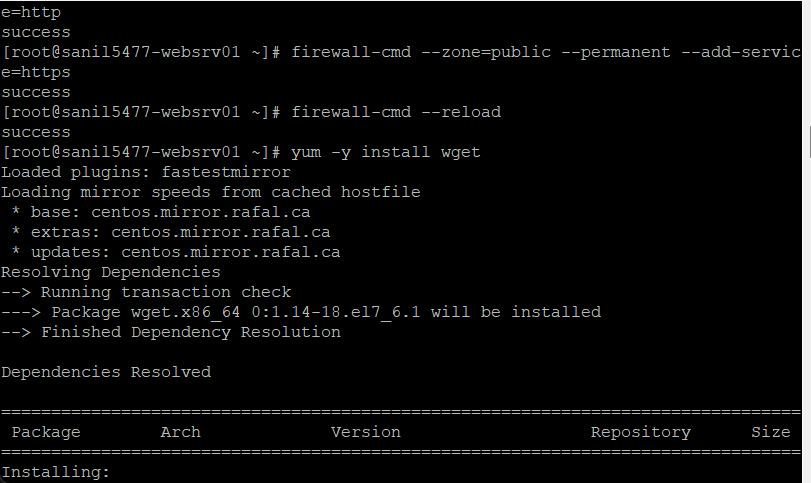 e=http
success
[root@sanil5477-websrv01 ~]# firewall-cmd --zone=public --permanent --add-servic
e=https
success
[root@sanil5477-websrv01 ~]# firewall-cmd --reload
success
[root@sanil5477-websrv01 ~]# yum -y install wget
Loaded plugins: fastestmirror
Loading mirror speeds from cached hostfile
 * base: centos.mirror.rafal.ca
 * extras: centos.mirror.rafal.ca
 * updates: centos.mirror.rafal.ca
Resolving Dependencies
--> Running transaction check
---> Package wget.x86_64 0:1.14-18.el7_6.1 will be installed
--> Finished Dependency Resolution

Dependencies Resolved

================================================================================
 Package        Arch             Version                   Repository      Size
================================================================================
Installing: